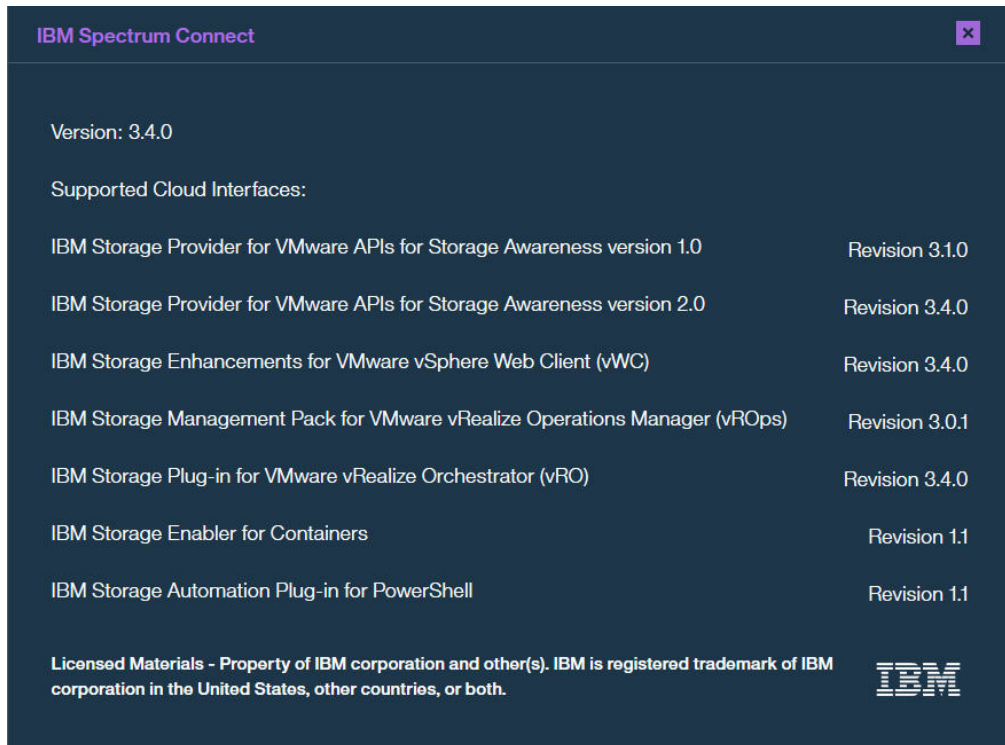 IBM Spectrum Connect
Version: 3.4.0
Supported Cloud Interfaces:
IBM Storage Provider for VMware APIs for Storage Awareness version 1.0 Revision 3.1.0
IBM Storage Provider for VMware APIs for Storage Awareness version 2.0 Revision 3.4.0
IBM Storage Enhancements for VMware vSphere Web Client (vWC) Revision 3.4.0
IBM Storage Management Pack for VMware vRealize Operations Manager (vROps) Revision 3.0.1
IBM Storage Plug-in for VMware vRealize Orchestrator (vRO) Revision 3.4.0
IBM Storage Enabler for Containers Revision 1.1
IBM Storage Automation Plug-in for PowerShell Revision 1.1
Licensed Materials - Property of IBM corporation and other(s). IBM is registered trademark of IBM
corporation in the United States, other countries, or both.
IBM